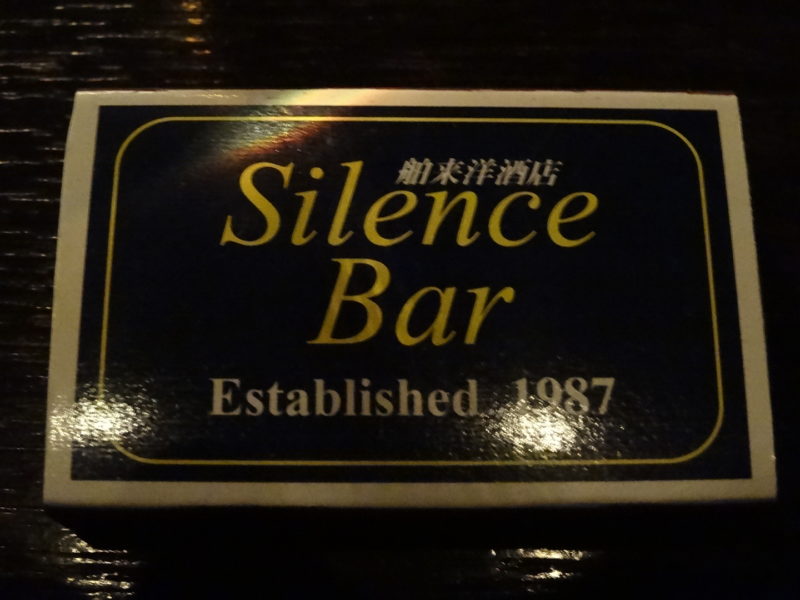 舶来洋酒店
Silence
Bar
Established 1987